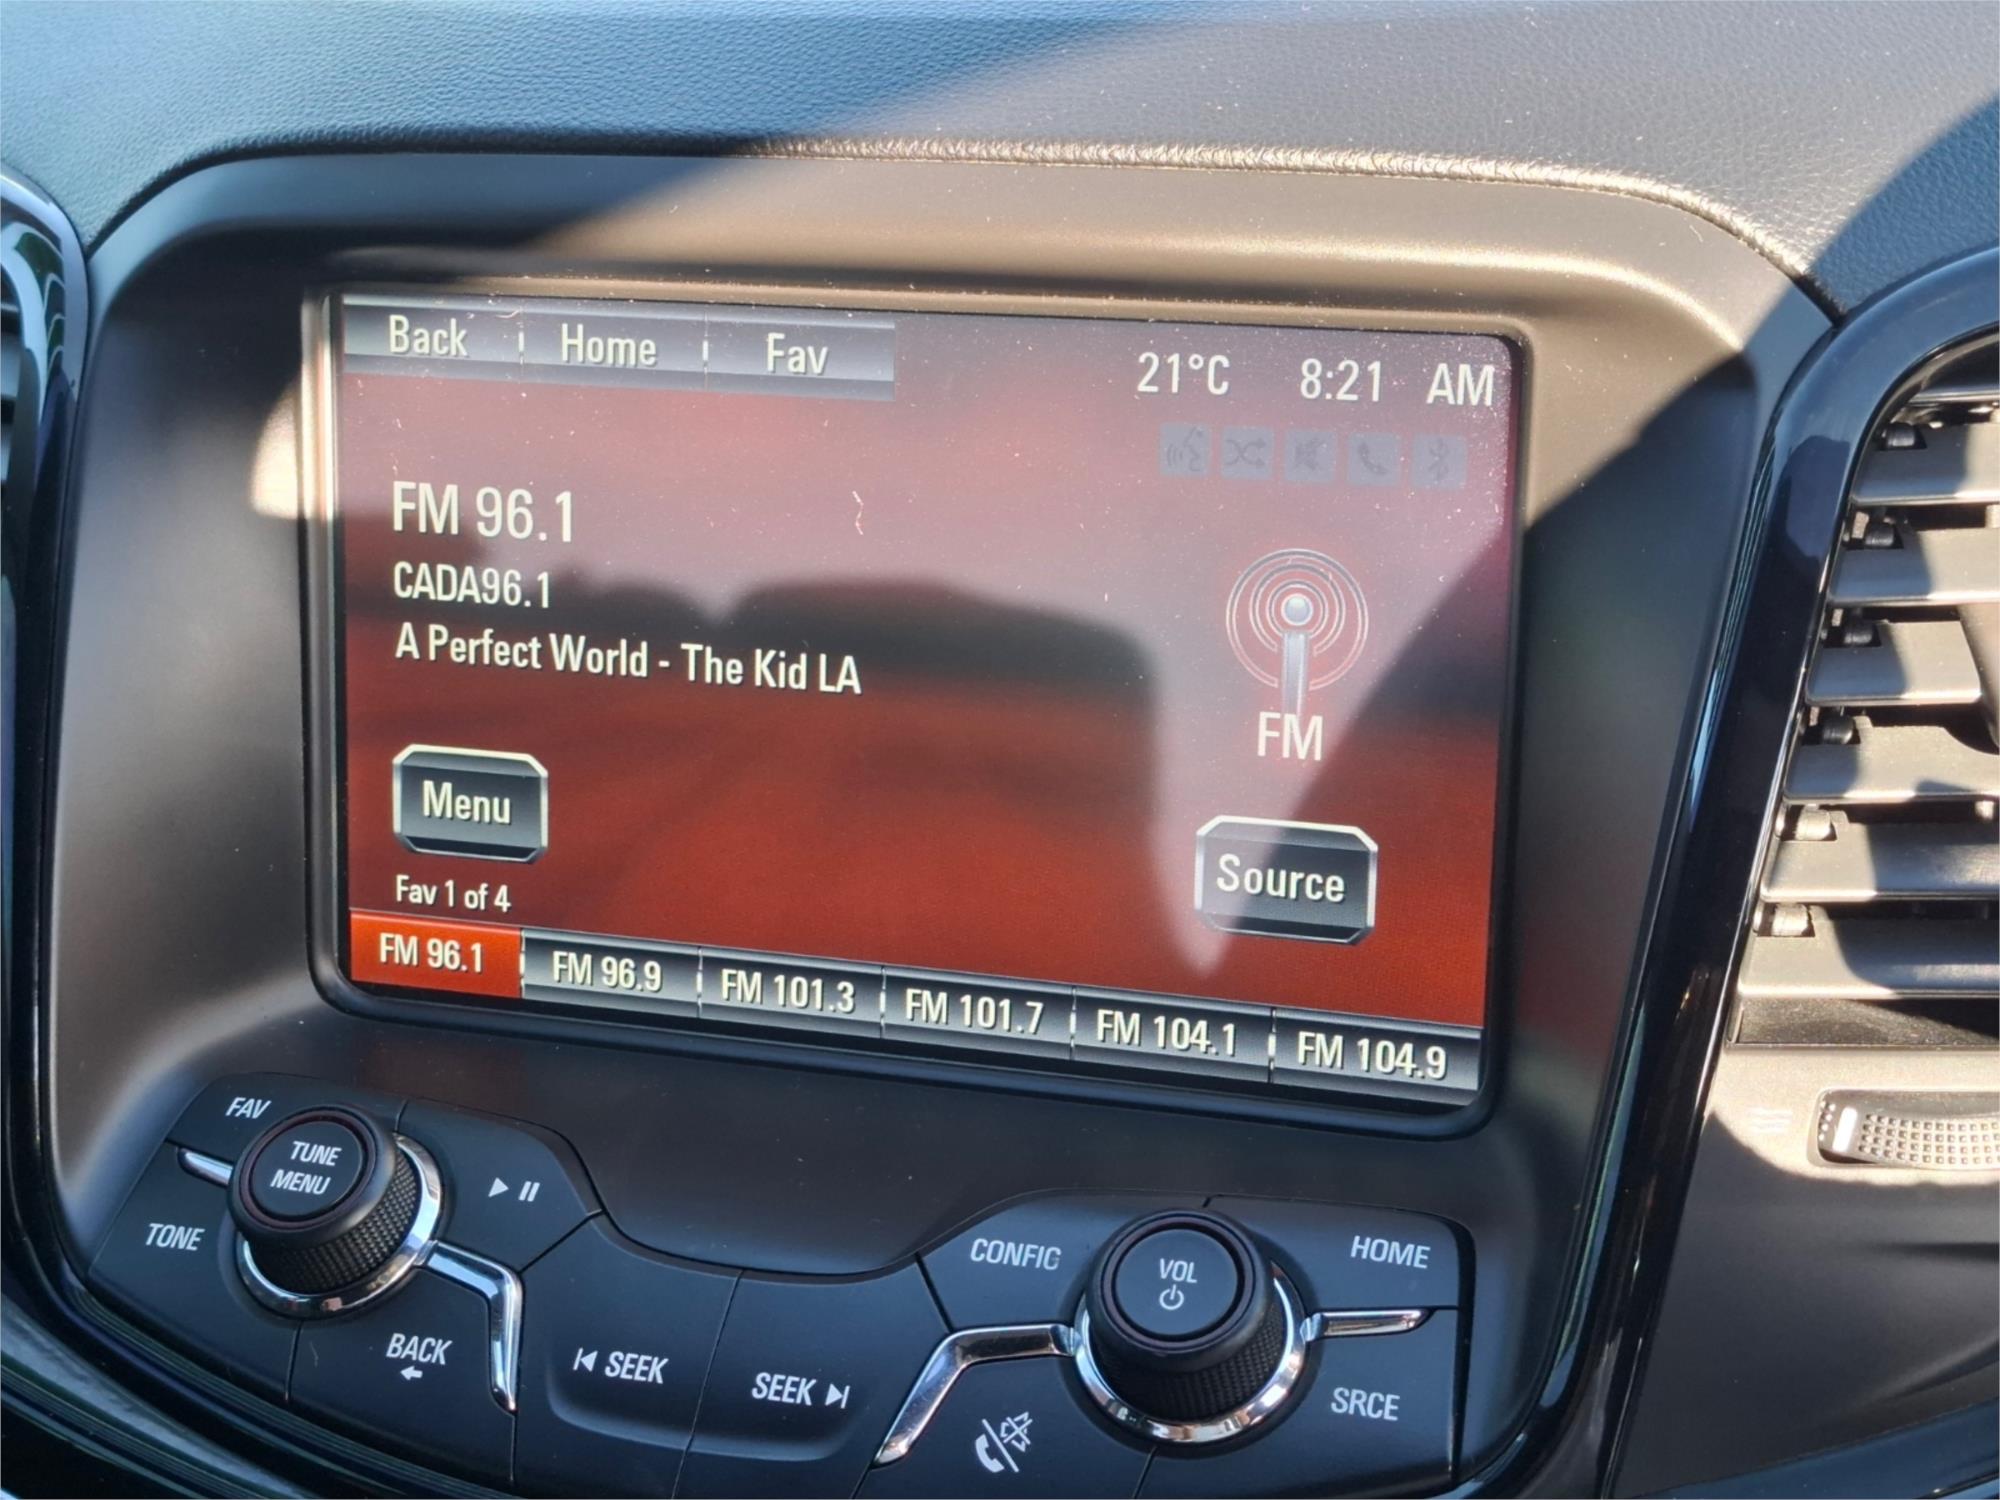 Back Home Fav 21°C 8:21 AM
FM 96.1
CADA96.1
A Perfect World - The Kid LA
FM
Menu
Source
Fav 1 of 4
FM 96.1 FM 96.9 FM 101.3 FM 101.7 FM 104.1 FM 104.9
FAV
TUNE
MENU
TONE
BACK
SEEK
SEEK
CONFIG
VOL
HOME
SRCE